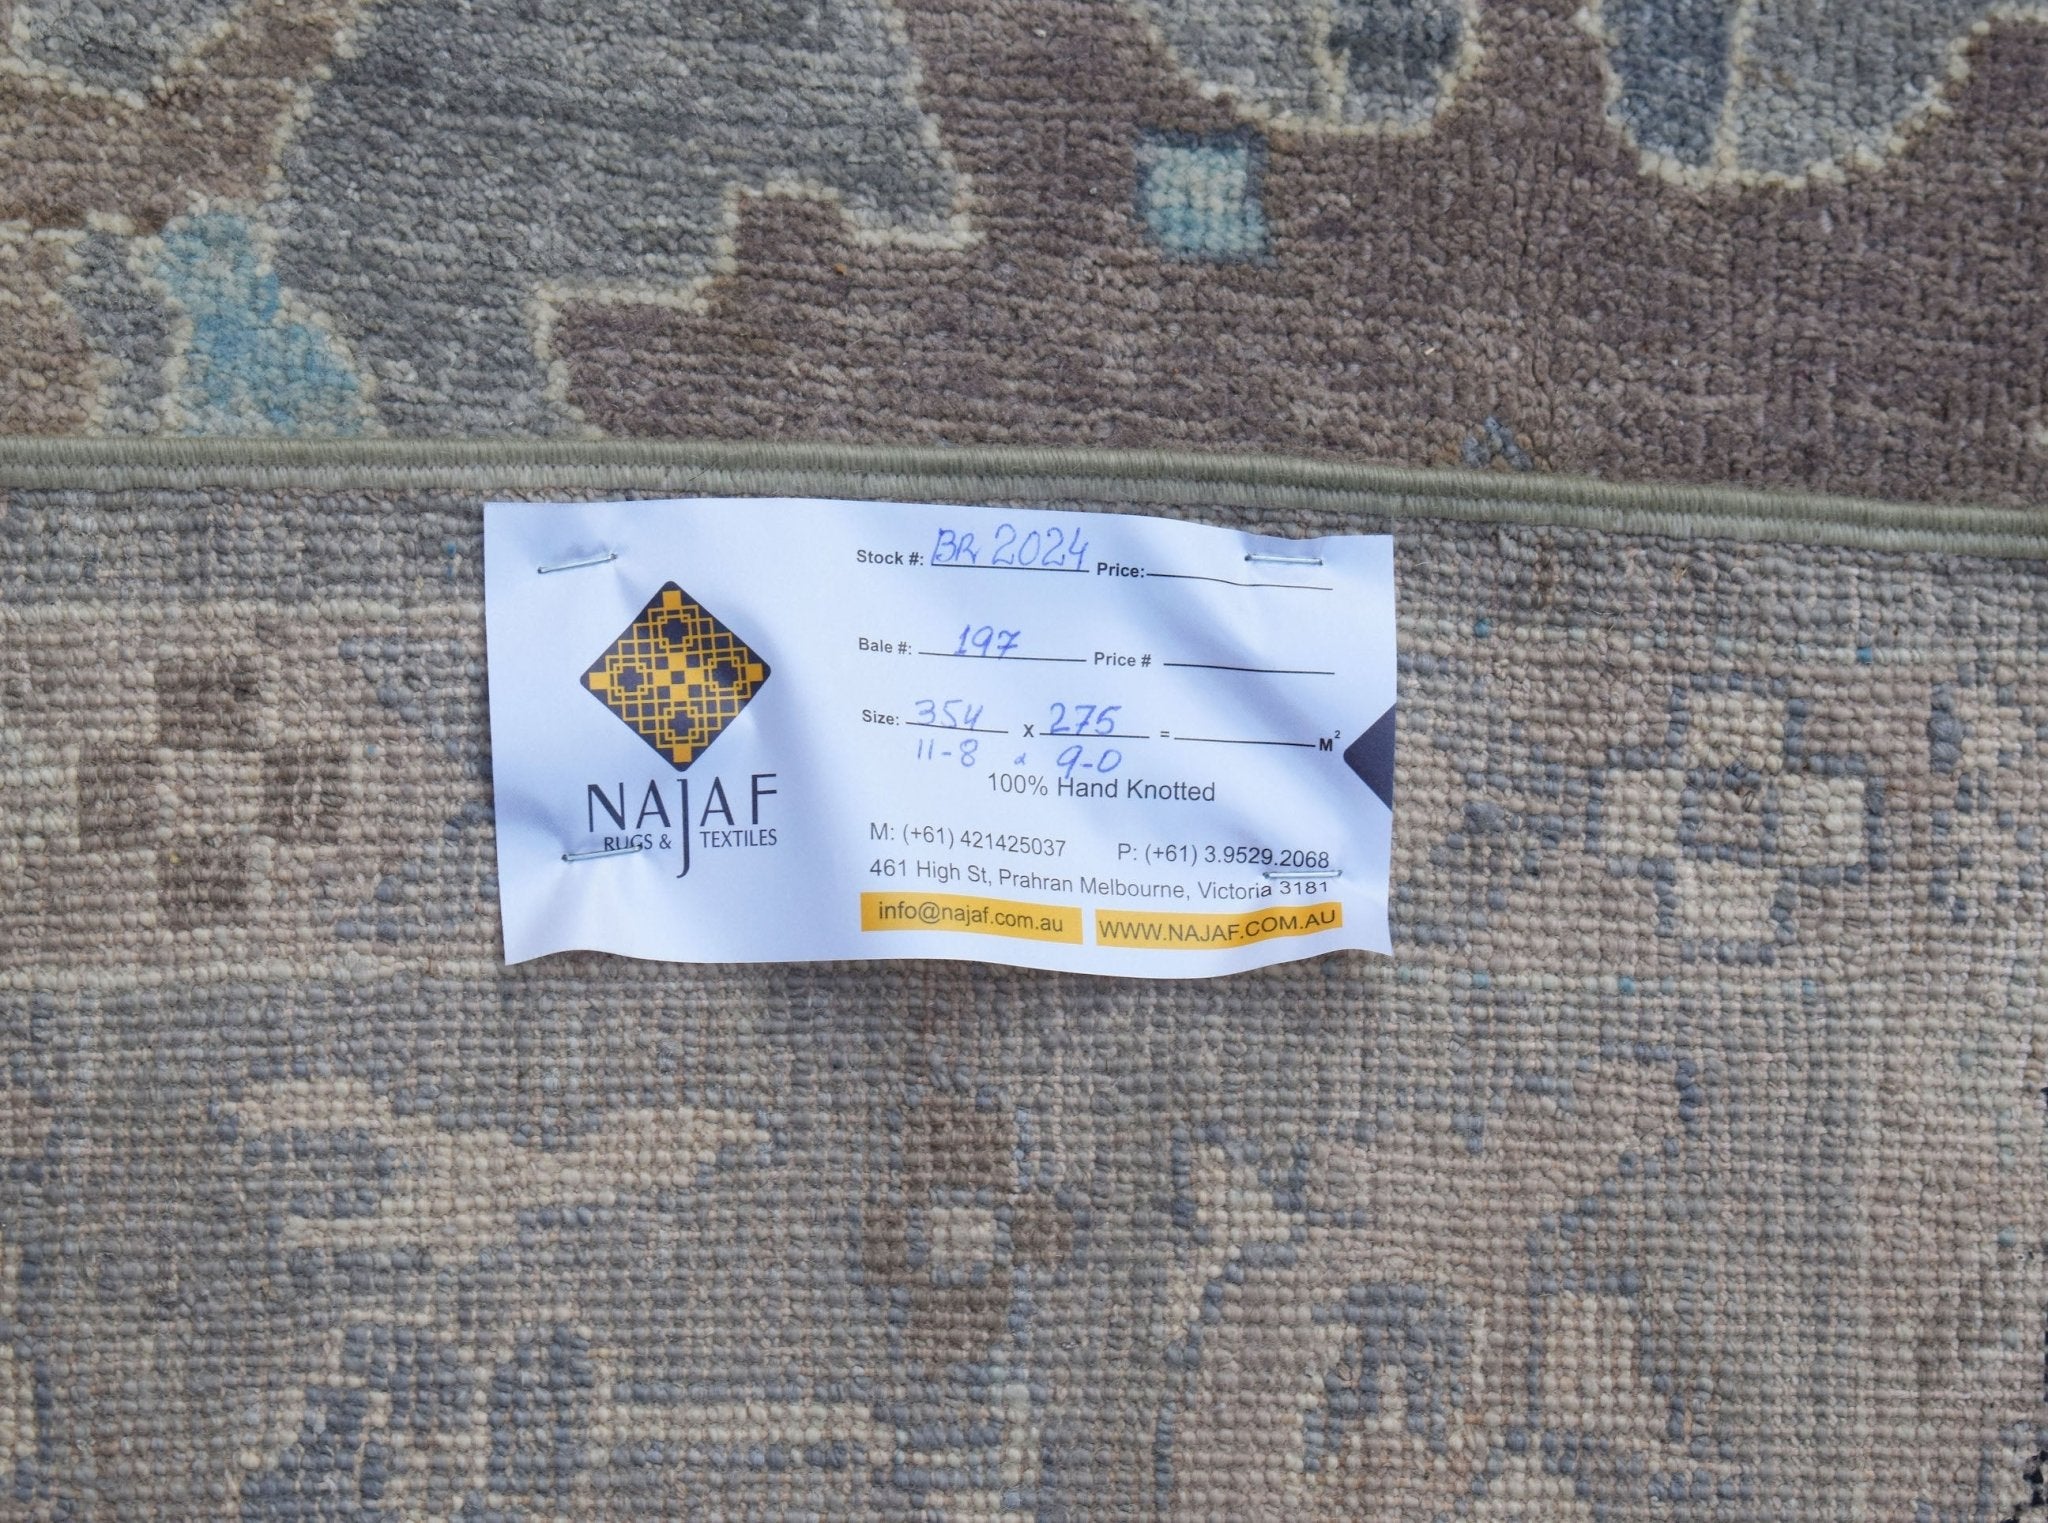 Stock #: BR 2024 Price:
Bale #: 197 Price #
Size: 354 x 275 = M²
11-8 x 9-0
100% Hand Knotted
NAJAF
RUGS & TEXTILES
M: (+61) 421425037 P: (+61) 3.9529.2068
461 High St, Prahran Melbourne, Victoria 3181
info@najaf.com.au WWW.NAJAF.COM.AU